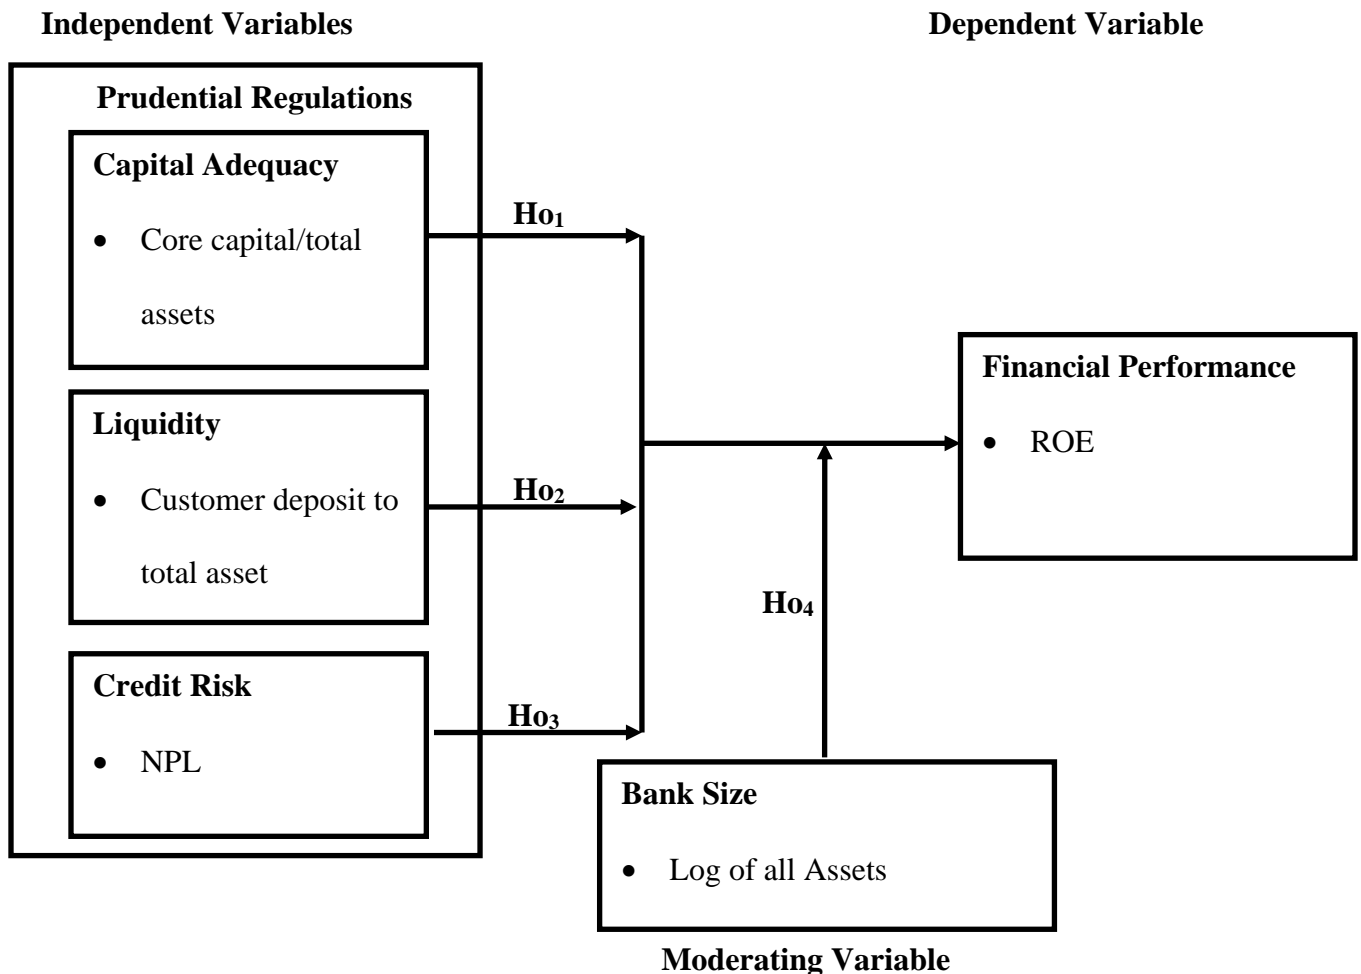 Independent Variables
Dependent Variable
Prudential Regulations
Capital Adequacy
• Core capital/total
assets
Ho1
Liquidity
• Customer deposit to
total asset
Ho2
Credit Risk
• NPL
Ho3
Financial Performance
• ROE
Ho4
Bank Size
• Log of all Assets
Moderating Variable